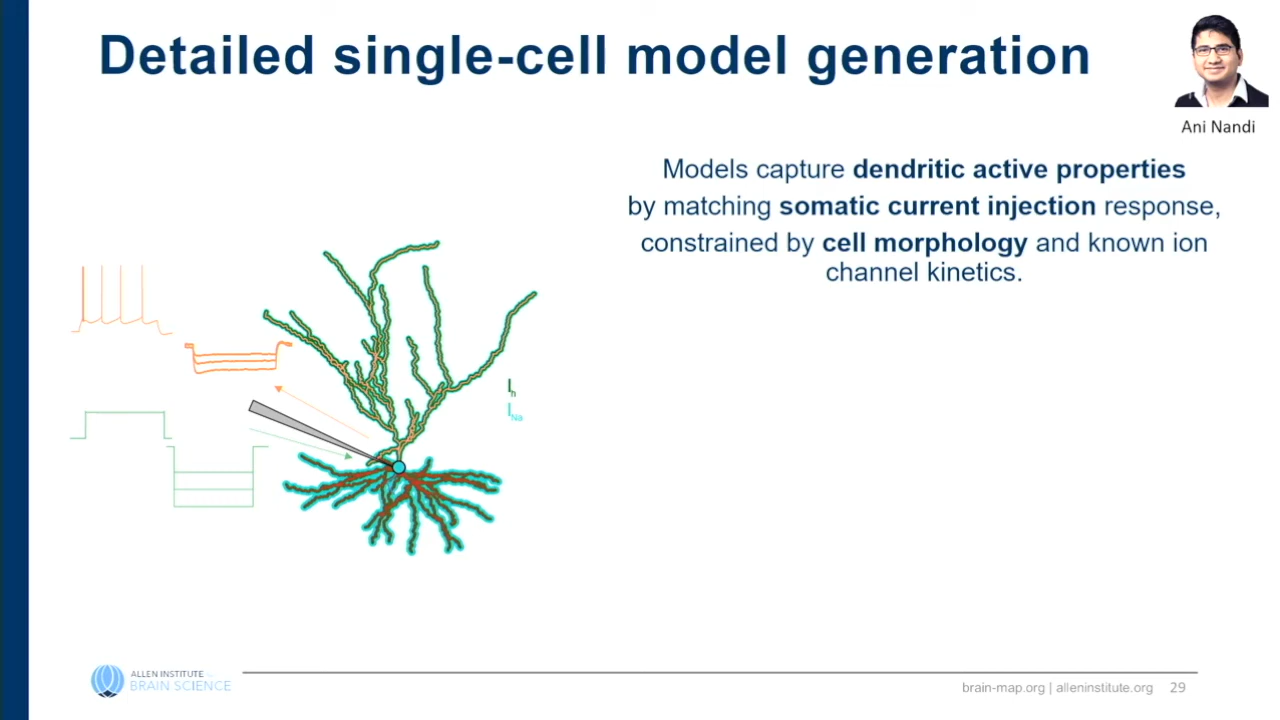 Detailed single-cell model generation
Ani Nandi
Models capture dendritic active properties
by matching somatic current injection response,
constrained by cell morphology and known ion
channel kinetics.
Ih
INa
ALLEN INSTITUTE
BRAIN SCIENCE
brain-map.org | alleninstitute.org 29